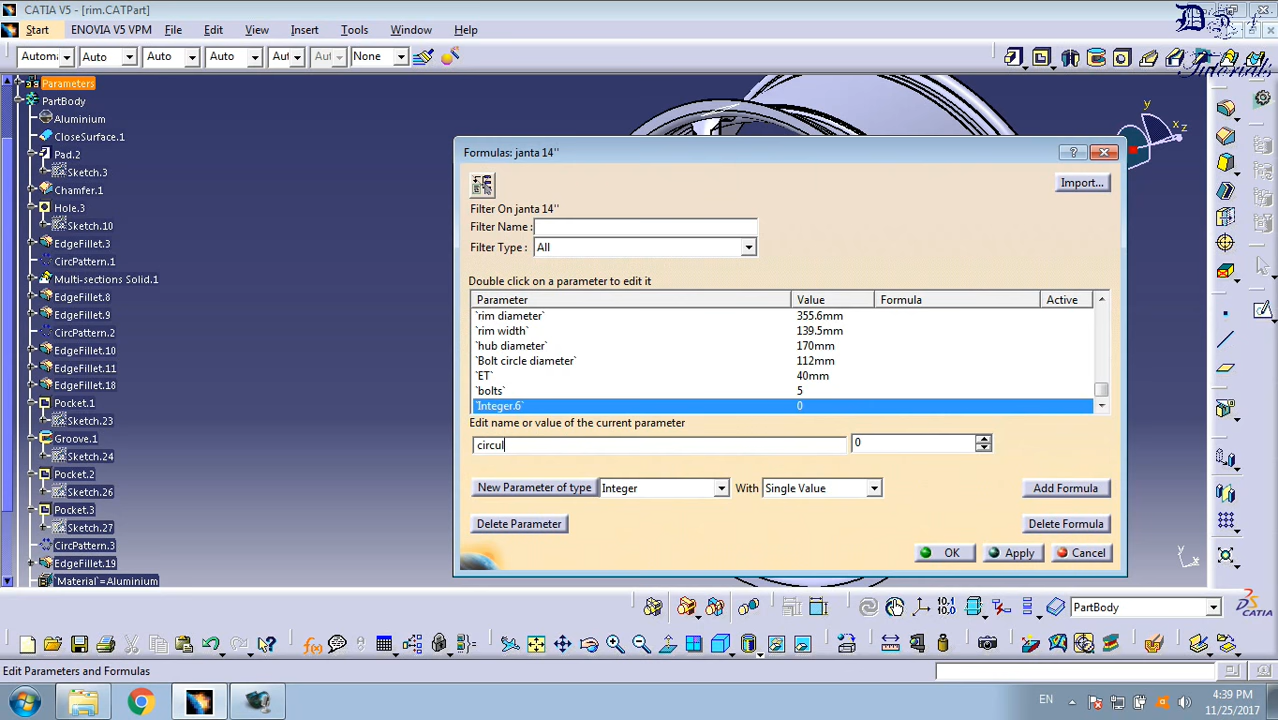 CATIA V5 - [rim.CATPart]
Start ENOVIA V5 VPM File Edit View Insert Tools Window Help
Automa Auto Auto Auto Aut Aut None
Tutorials
Parameters
PartBody
Aluminium
CloseSurface.1
Pad.2
Sketch.3
Chamfer.1
Hole.3
Sketch.10
EdgeFillet.3
CircPattern.1
Multi-sections Solid.1
EdgeFillet.8
EdgeFillet.9
CircPattern.2
EdgeFillet.10
EdgeFillet.11
EdgeFillet.18
Pocket.1
Sketch.23
Groove.1
Sketch.24
Pocket.2
Sketch.26
Pocket.3
Sketch.27
CircPattern.3
EdgeFillet.19
`Material`=Aluminium
y
x
z
Formulas: janta 14''
Import...
Filter On janta 14''
Filter Name :
Filter Type : All
Double click on a parameter to edit it
Parameter Value Formula Active
`rim diameter` 355.6mm
`rim width` 139.5mm
`hub diameter` 170mm
`Bolt circle diameter` 112mm
`ET` 40mm
`bolts` 5
`Integer.6` 0
Edit name or value of the current parameter
circul 0
New Parameter of type Integer With Single Value Add Formula
Delete Parameter Delete Formula
OK Apply Cancel
y x
z
10.1
10.0
PartBody
f(x)
Edit Parameters and Formulas
EN
4:39 PM
11/25/2017